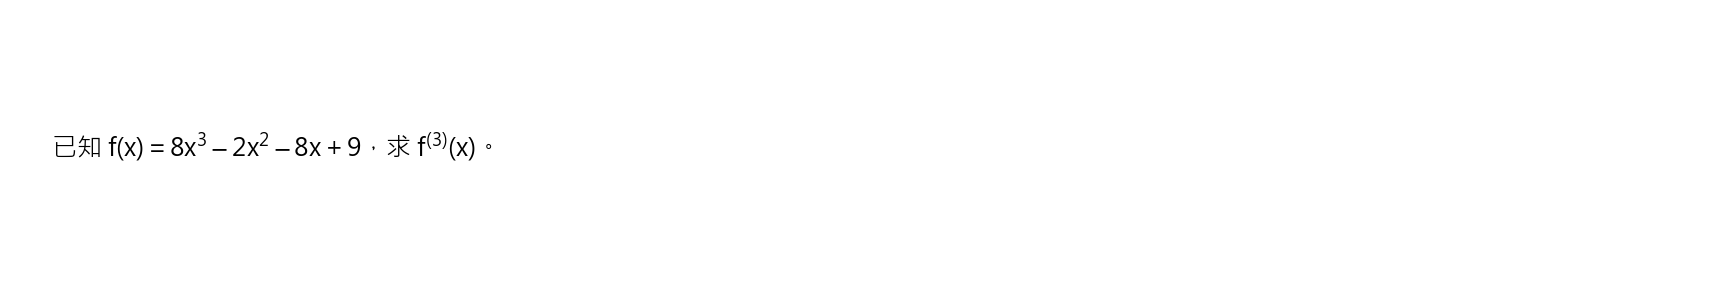 已知 f(x) = 8x³ – 2x² – 8x + 9，求 f⁽³⁾(x)。